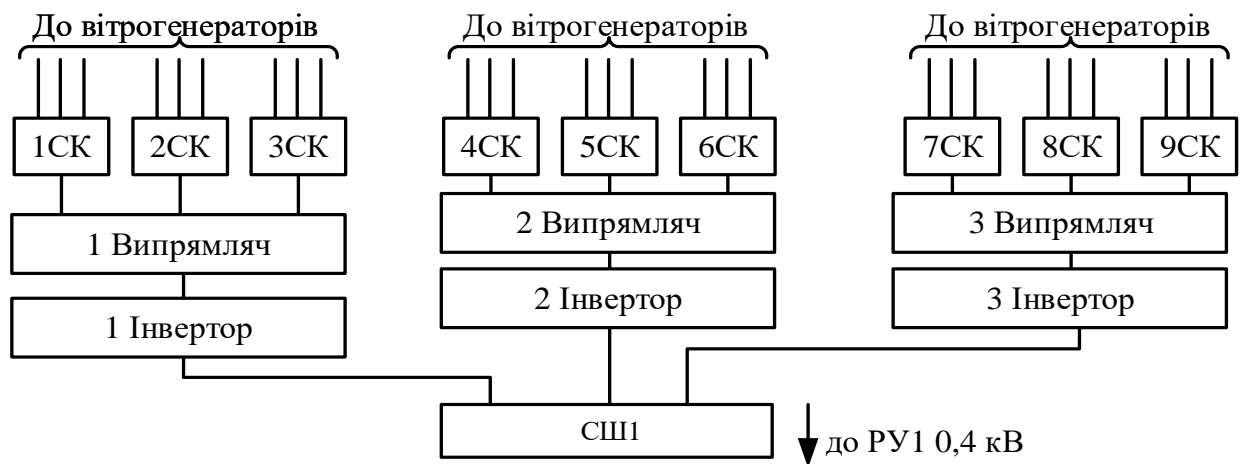 До вітрогенераторів
До вітрогенераторів
До вітрогенераторів
1СК 2СК 3СК
4СК 5СК 6СК
7СК 8СК 9СК
1 Випрямляч
2 Випрямляч
3 Випрямляч
1 Інвертор
2 Інвертор
3 Інвертор
СШ1
до РУ1 0,4 кВ